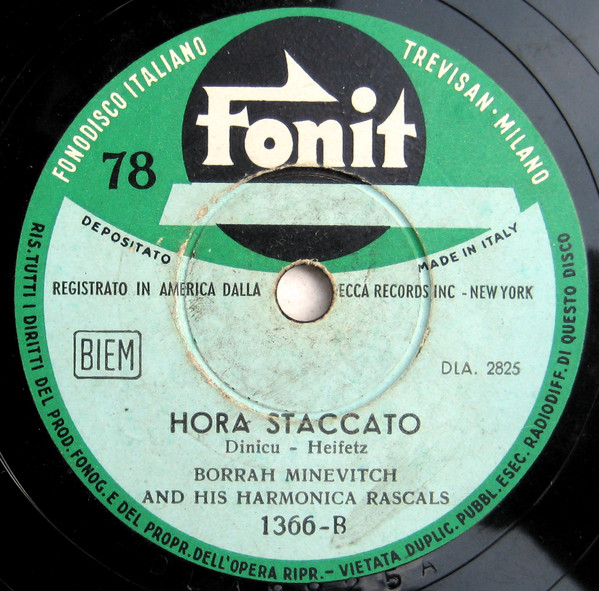 FONODISCO ITALIANO
TREVISAN - MILANO
Fonit
78
DEPOSITATO
MADE IN ITALY
REGISTRATO IN AMERICA DALLA ECCA RECORDS INC - NEW YORK
BIEM
DLA. 2825
HORA STACCATO
Dinicu - Heifetz
BORRAH MINEVITCH
AND HIS HARMONICA RASCALS
1366-B
RIS. TUTTI I DIRITTI DEL PROD. FONOG. E DEL PROPR. DELL'OPERA RIPR. - VIETATA DUPLIC. PUBBL. ESEC. RADIODIFF. DI QUESTO DISCO